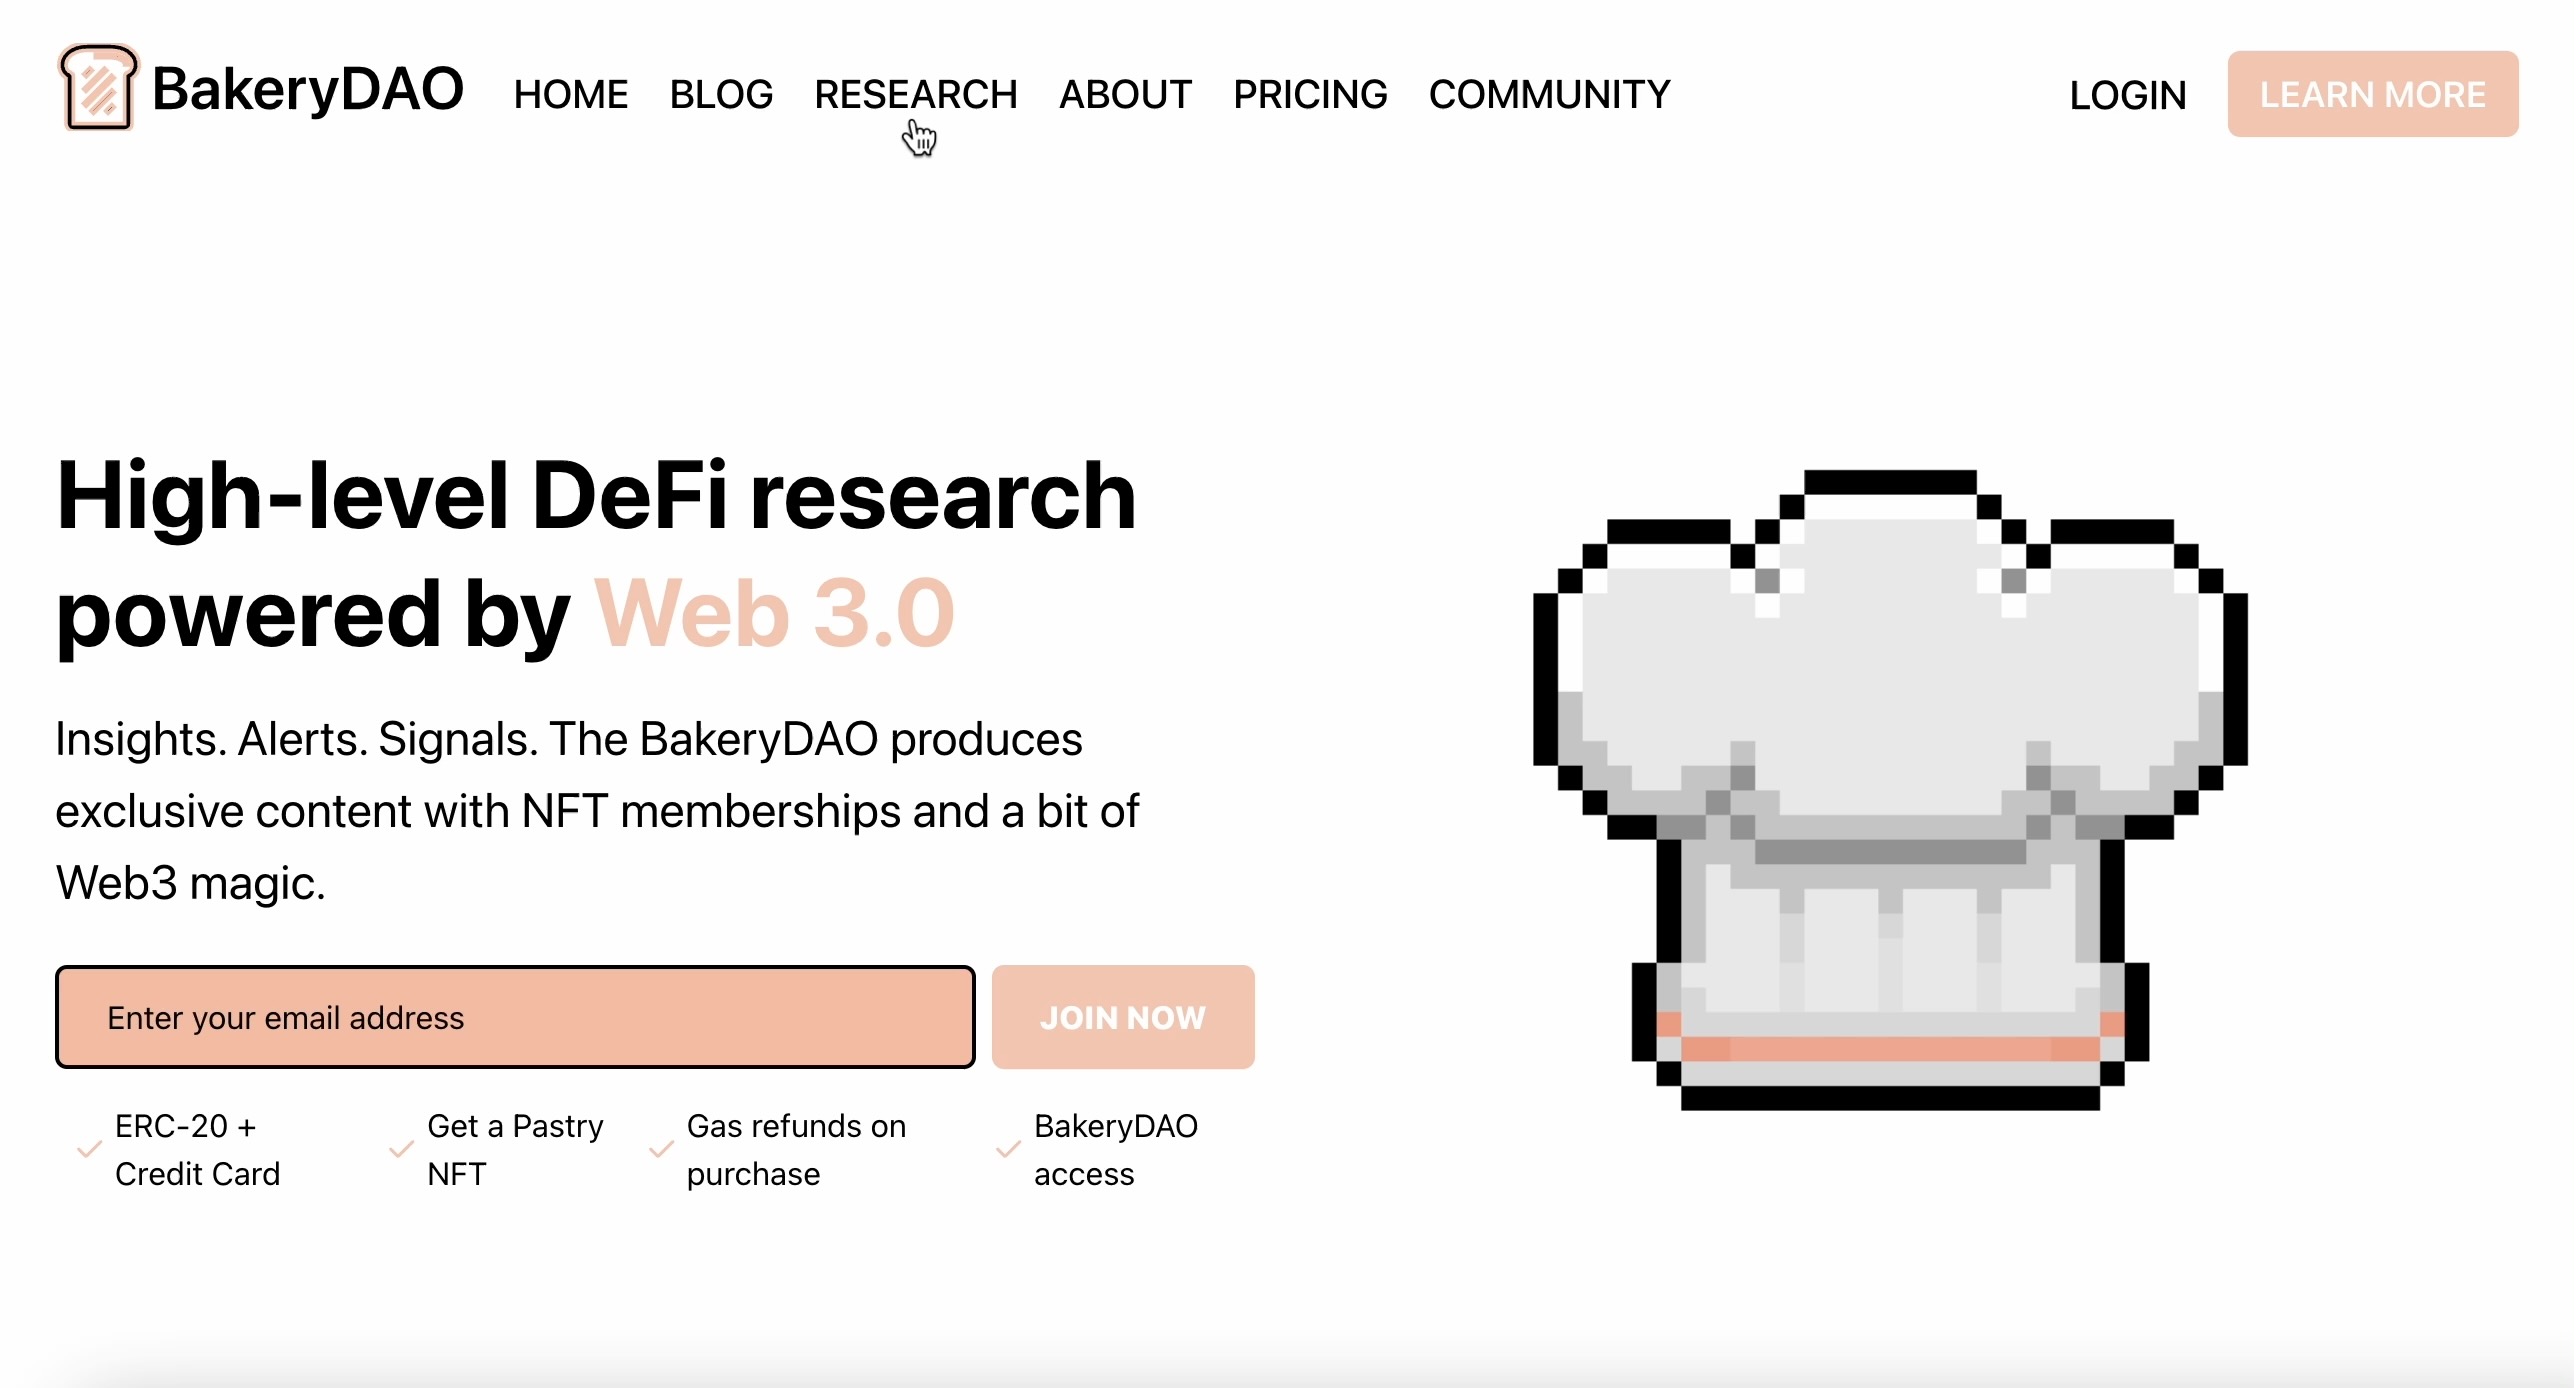 BakeryDAO
HOME BLOG RESEARCH ABOUT PRICING COMMUNITY
LOGIN LEARN MORE
High-level DeFi research
powered by Web 3.0
Insights. Alerts. Signals. The BakeryDAO produces
exclusive content with NFT memberships and a bit of
Web3 magic.
Enter your email address
JOIN NOW
ERC-20 +
Credit Card
Get a Pastry
NFT
Gas refunds on
purchase
BakeryDAO
access